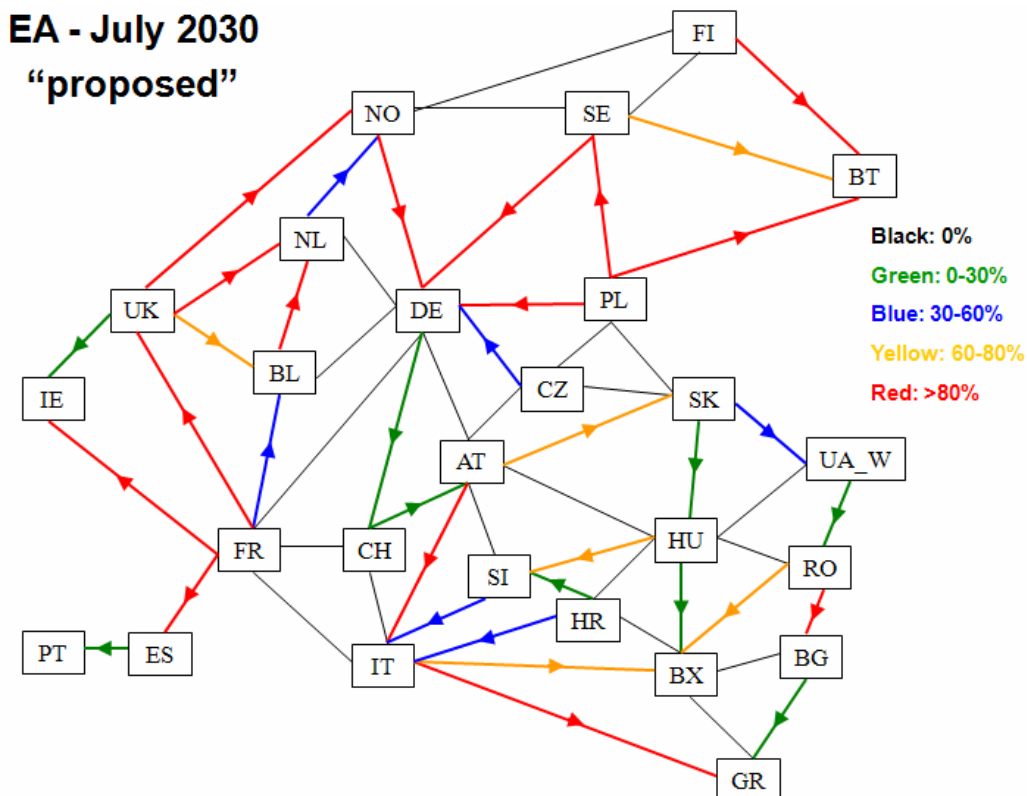 EA - July 2030
“proposed”
FI
NO
SE
BT
NL
Black: 0%
Green: 0-30%
UK
DE
PL
Blue: 30-60%
Yellow: 60-80%
BL
CZ
Red: >80%
IE
SK
AT
UA_W
FR
CH
HU
SI
RO
HR
PT
ES
IT
BX
BG
GR